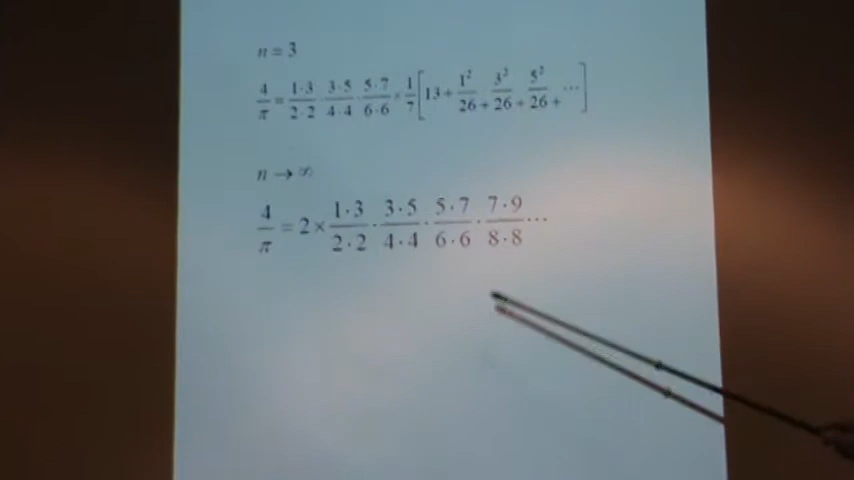 n = 3
4/π = 1·3/2·2 · 3·5/4·4 · 5·7/6·6 × 1/7 [13 + 1²/26 + 3²/26 + 5²/26 + ⋯]
n → ∞
4/π = 2 × 1·3/2·2 · 3·5/4·4 · 5·7/6·6 · 7·9/8·8 ⋯